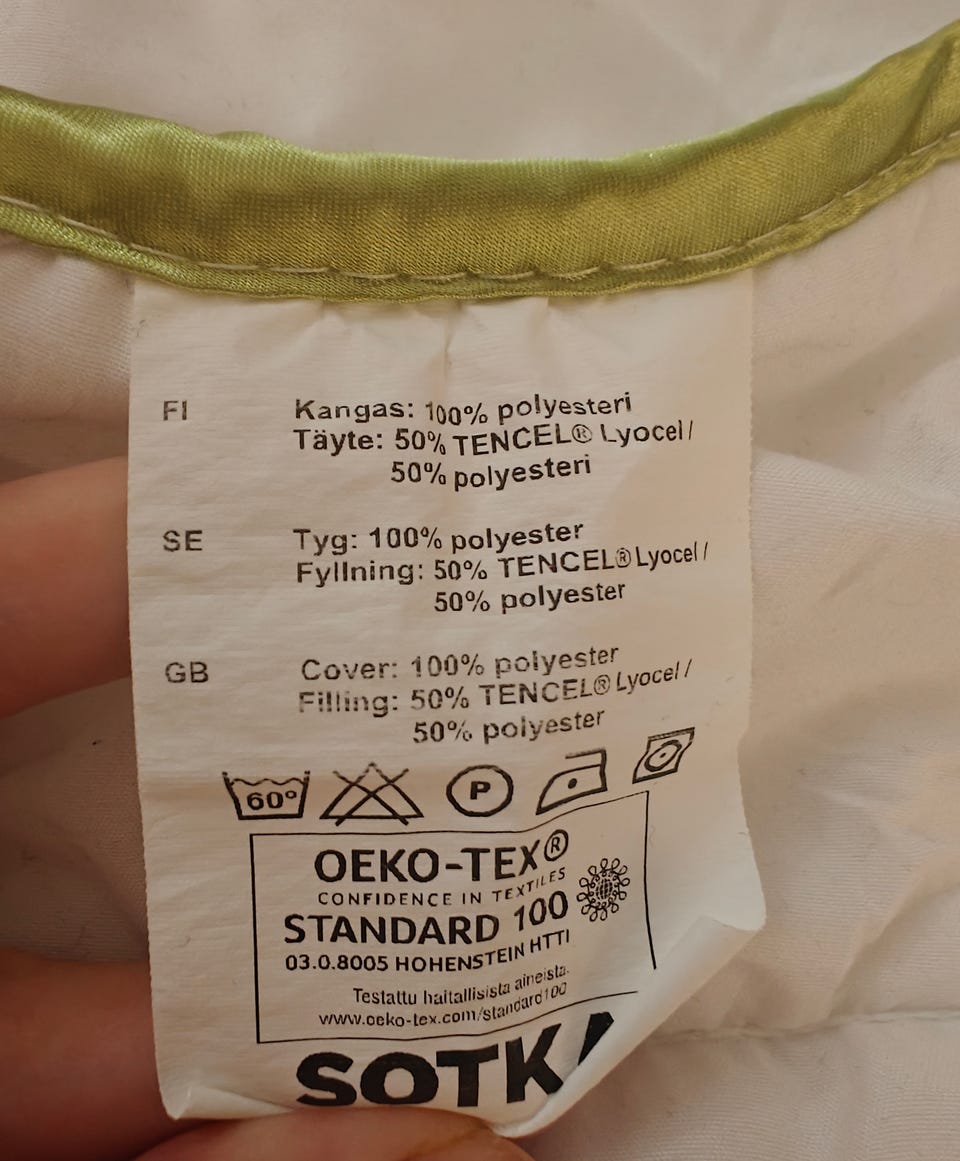 FI Kangas: 100% polyesteri
Täyte: 50% TENCEL® Lyocel /
50% polyesteri
SE Tyg: 100% polyester
Fyllning: 50% TENCEL® Lyocel /
50% polyester
GB Cover: 100% polyester
Filling: 50% TENCEL® Lyocel /
50% polyester
60° P
OEKO-TEX®
CONFIDENCE IN TEXTILES
STANDARD 100
03.0.8005 HOHENSTEIN HTTI
Testattu haitallisista aineista.
www.oeko-tex.com/standard100
SOTKA